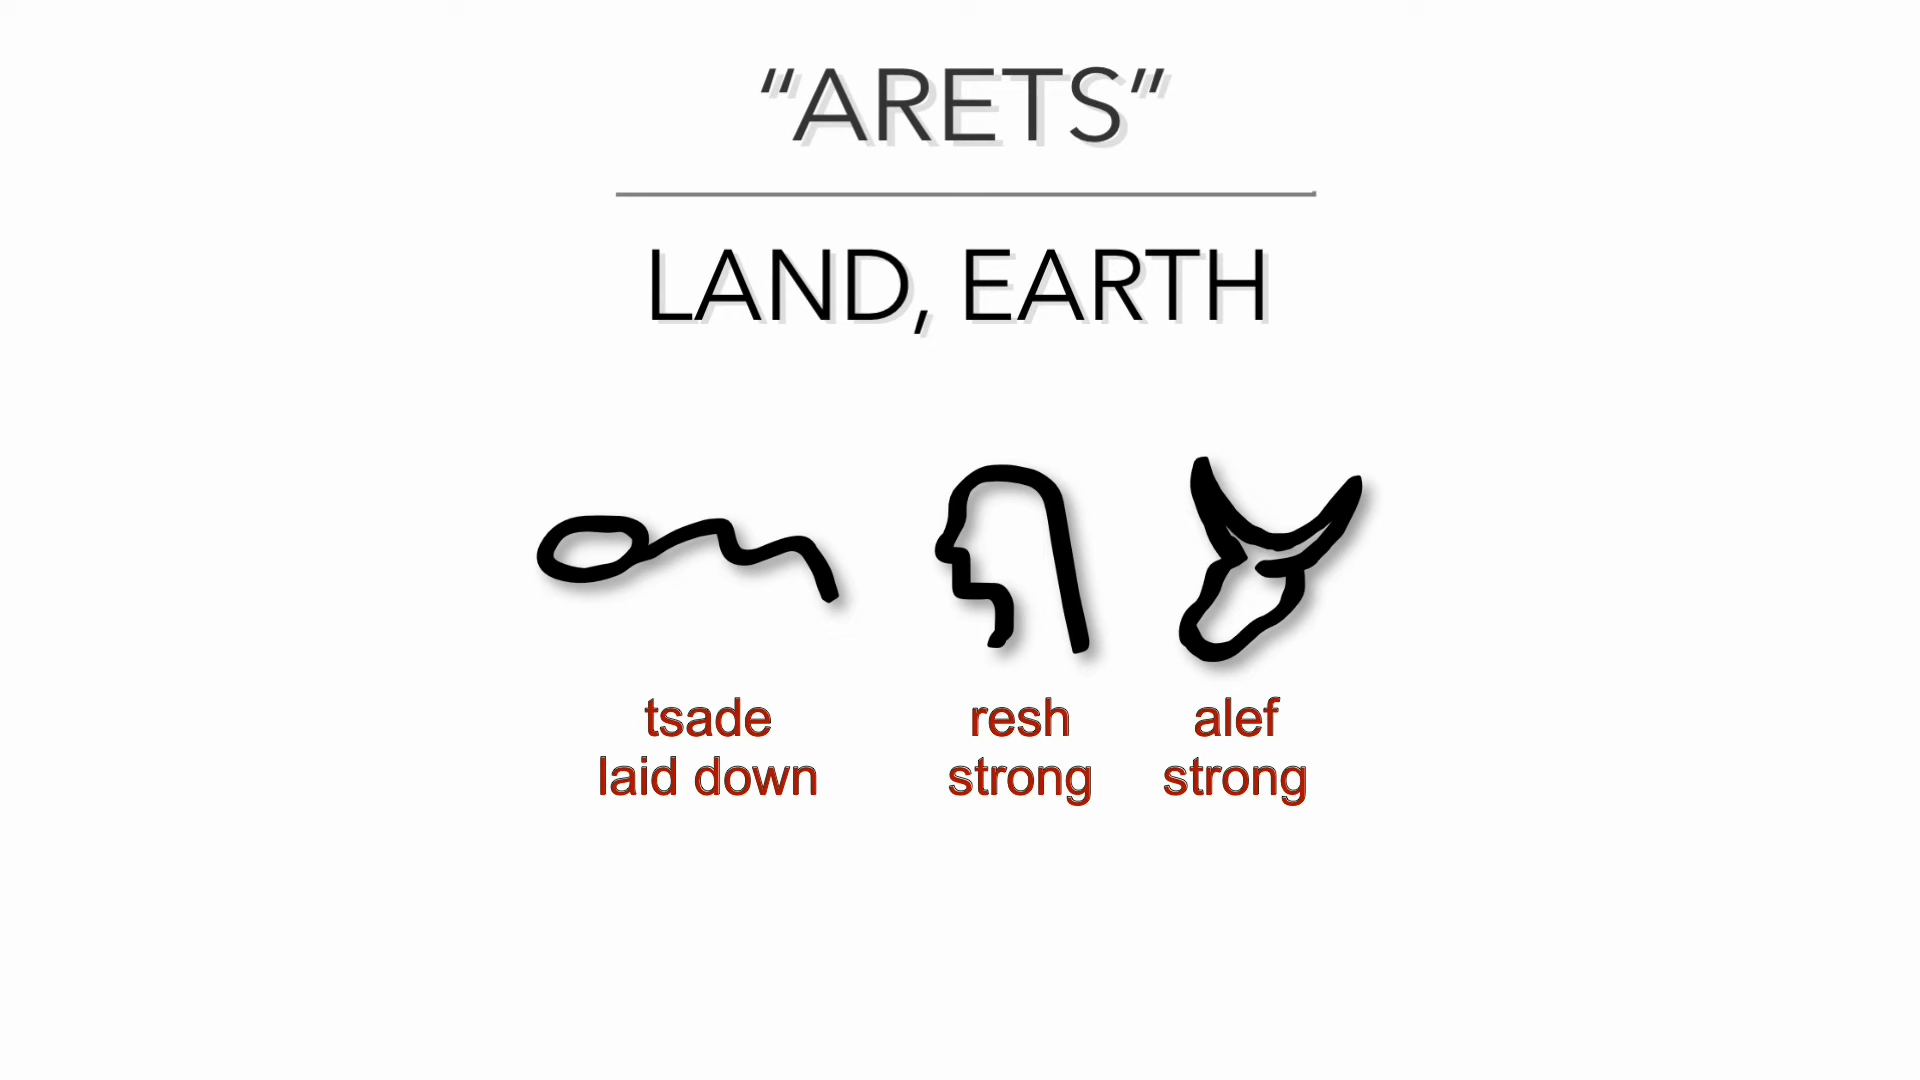 “ARETS”
LAND, EARTH
tsade resh alef
laid down strong strong